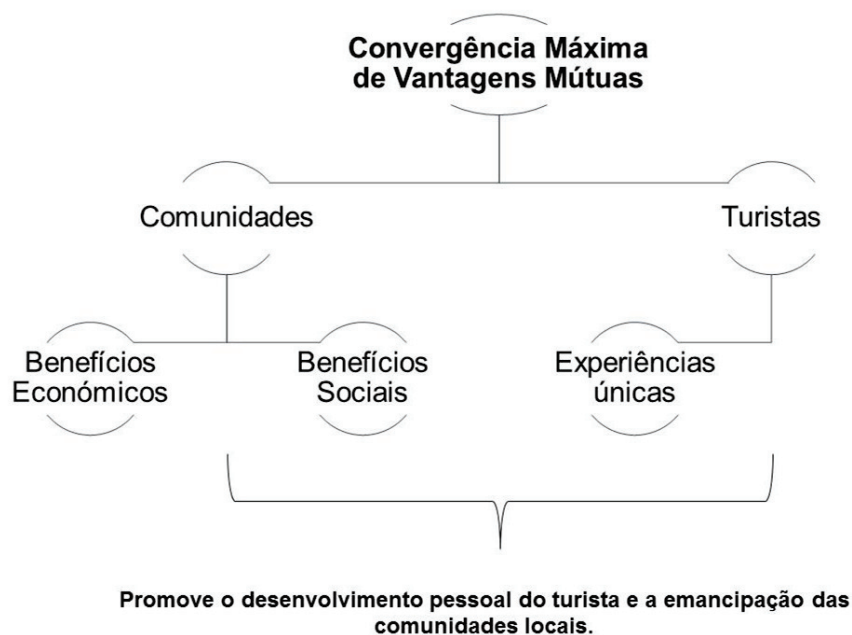 Convergência Máxima
de Vantagens Mútuas
Comunidades
Turistas
Benefícios
Económicos
Benefícios
Sociais
Experiências
únicas
Promove o desenvolvimento pessoal do turista e a emancipação das
comunidades locais.